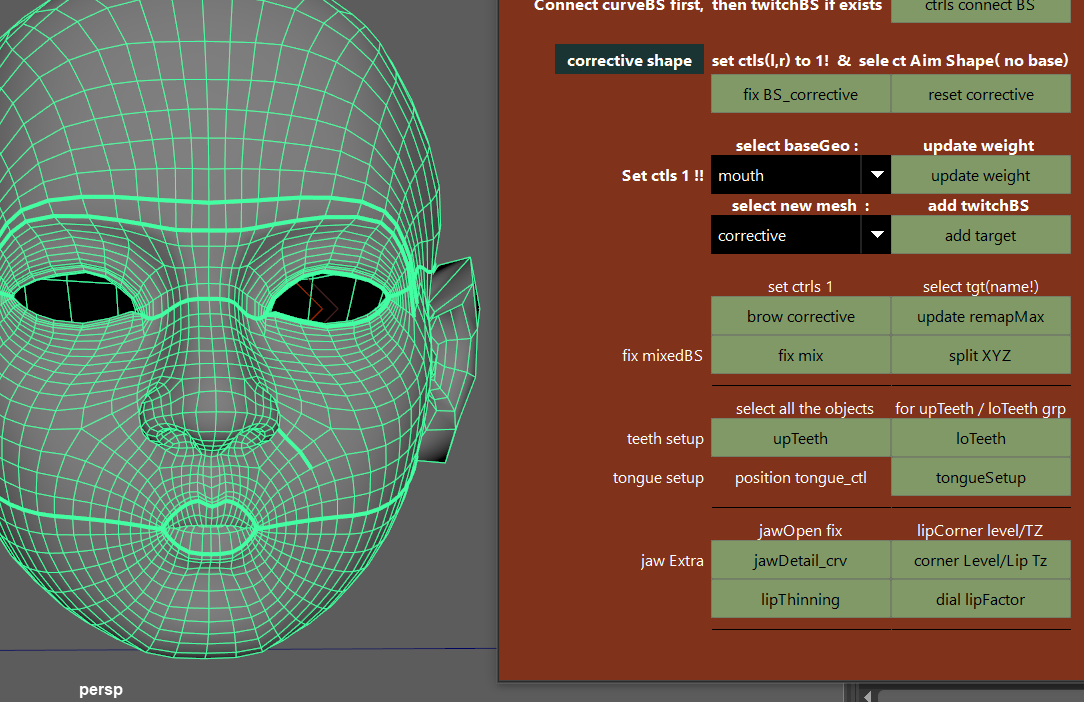 Connect curveBS first, then twitchBS if exists ctrls connect BS
corrective shape set ctls(l,r) to 1! & sele ct Aim Shape( no base)
fix BS_corrective reset corrective
select baseGeo : update weight
Set ctls 1 !! mouth update weight
select new mesh : add twitchBS
corrective add target
set ctrls 1 select tgt(name!)
brow corrective update remapMax
fix mixedBS fix mix split XYZ
select all the objects for upTeeth / loTeeth grp
teeth setup upTeeth loTeeth
tongue setup position tongue_ctl tongueSetup
jawOpen fix lipCorner level/TZ
jaw Extra jawDetail_crv corner Level/Lip Tz
lipThinning dial lipFactor
persp